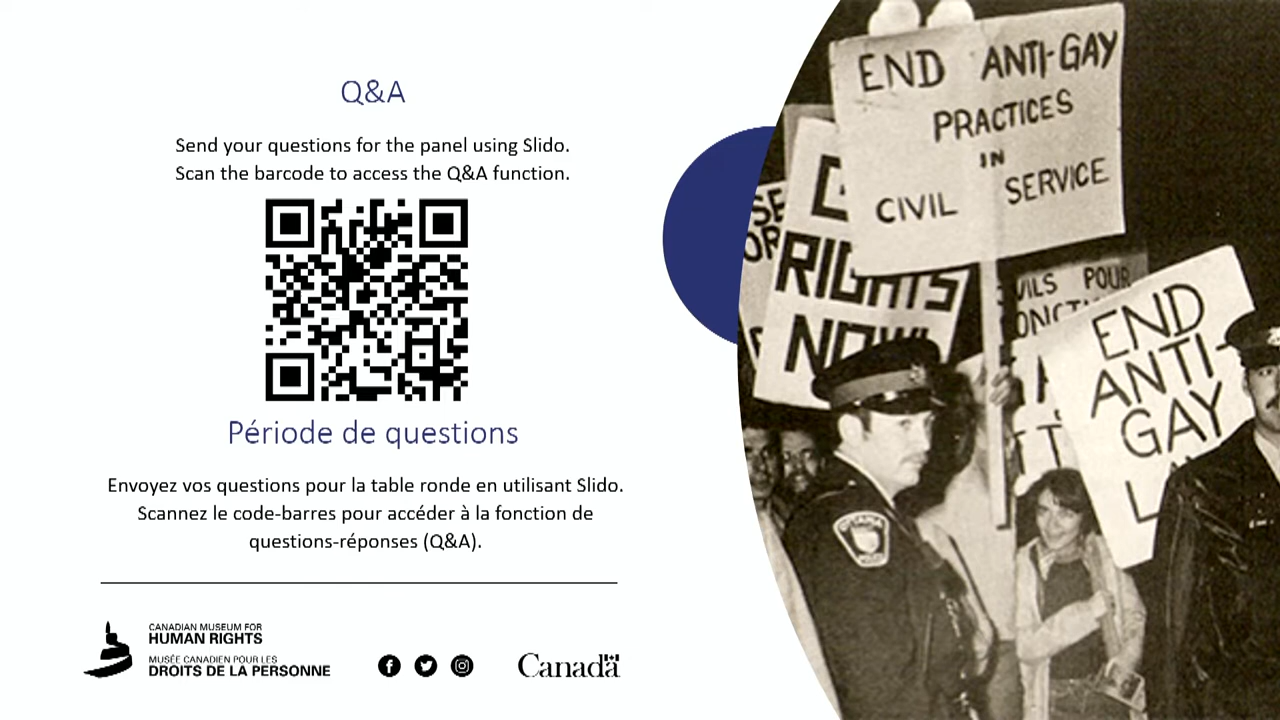 Q&A
Send your questions for the panel using Slido.
Scan the barcode to access the Q&A function.
Période de questions
Envoyez vos questions pour la table ronde en utilisant Slido.
Scannez le code-barres pour accéder à la fonction de
questions-réponses (Q&A).
CANADIAN MUSEUM FOR
HUMAN RIGHTS
MUSÉE CANADIEN POUR LES
DROITS DE LA PERSONNE
Canada
END ANTI-GAY
PRACTICES
IN
CIVIL SERVICE
RIGHTS
NOW!
POUR
END
ANTI-
GAY